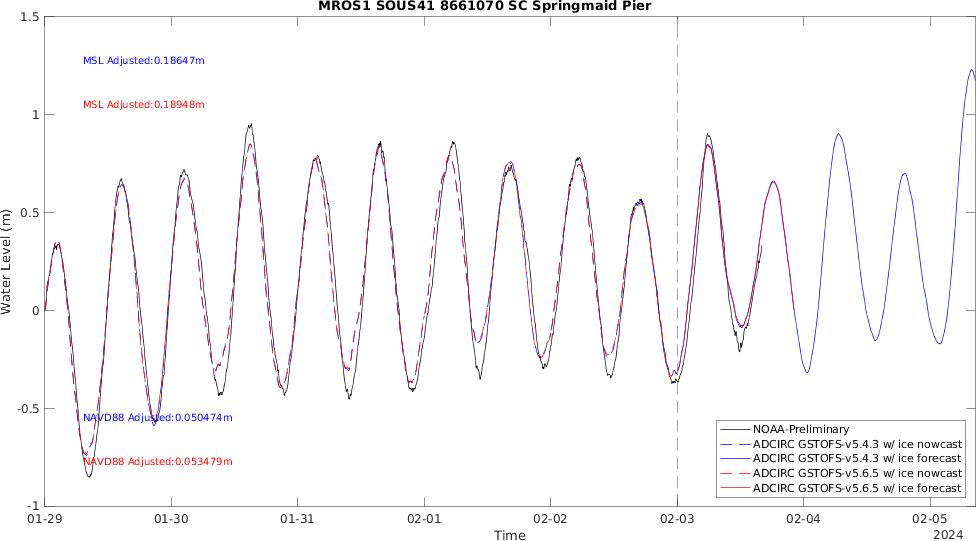 MROS1 SOUS41 8661070 SC Springmaid Pier
1.5
MSL Adjusted:0.18647m
MSL Adjusted:0.18948m
1
0.5
Water Level (m)
0
-0.5
NAVD88 Adjusted:0.050474m
NAVD88 Adjusted:0.053479m
-1
NOAA-Preliminary
ADCIRC GSTOFS-v5.4.3 w/ ice nowcast
ADCIRC GSTOFS-v5.4.3 w/ ice forecast
ADCIRC GSTOFS-v5.6.5 w/ ice nowcast
ADCIRC GSTOFS-v5.6.5 w/ ice forecast
01-29 01-30 01-31 02-01 02-02 02-03 02-04 02-05
Time
2024